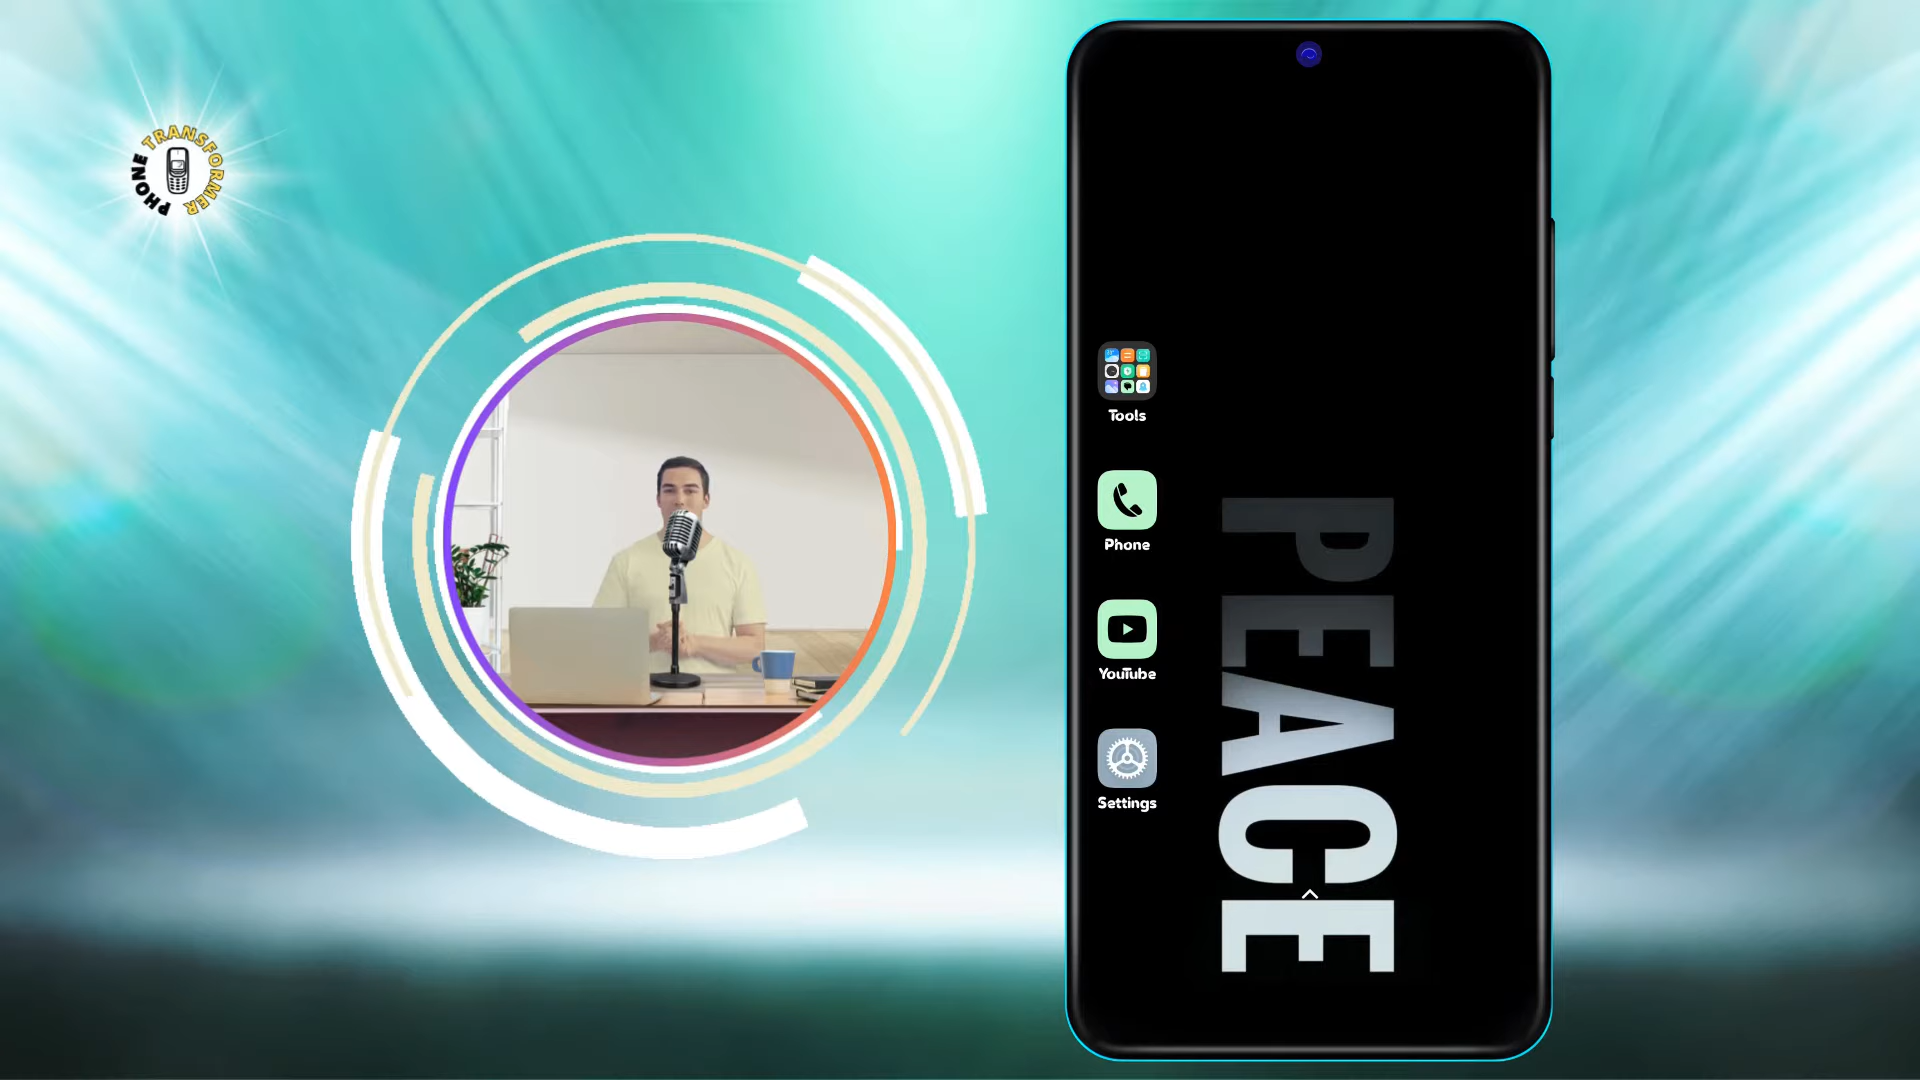 PHONE TRANSFORMER
Tools
Phone
YouTube
Settings
PEACE